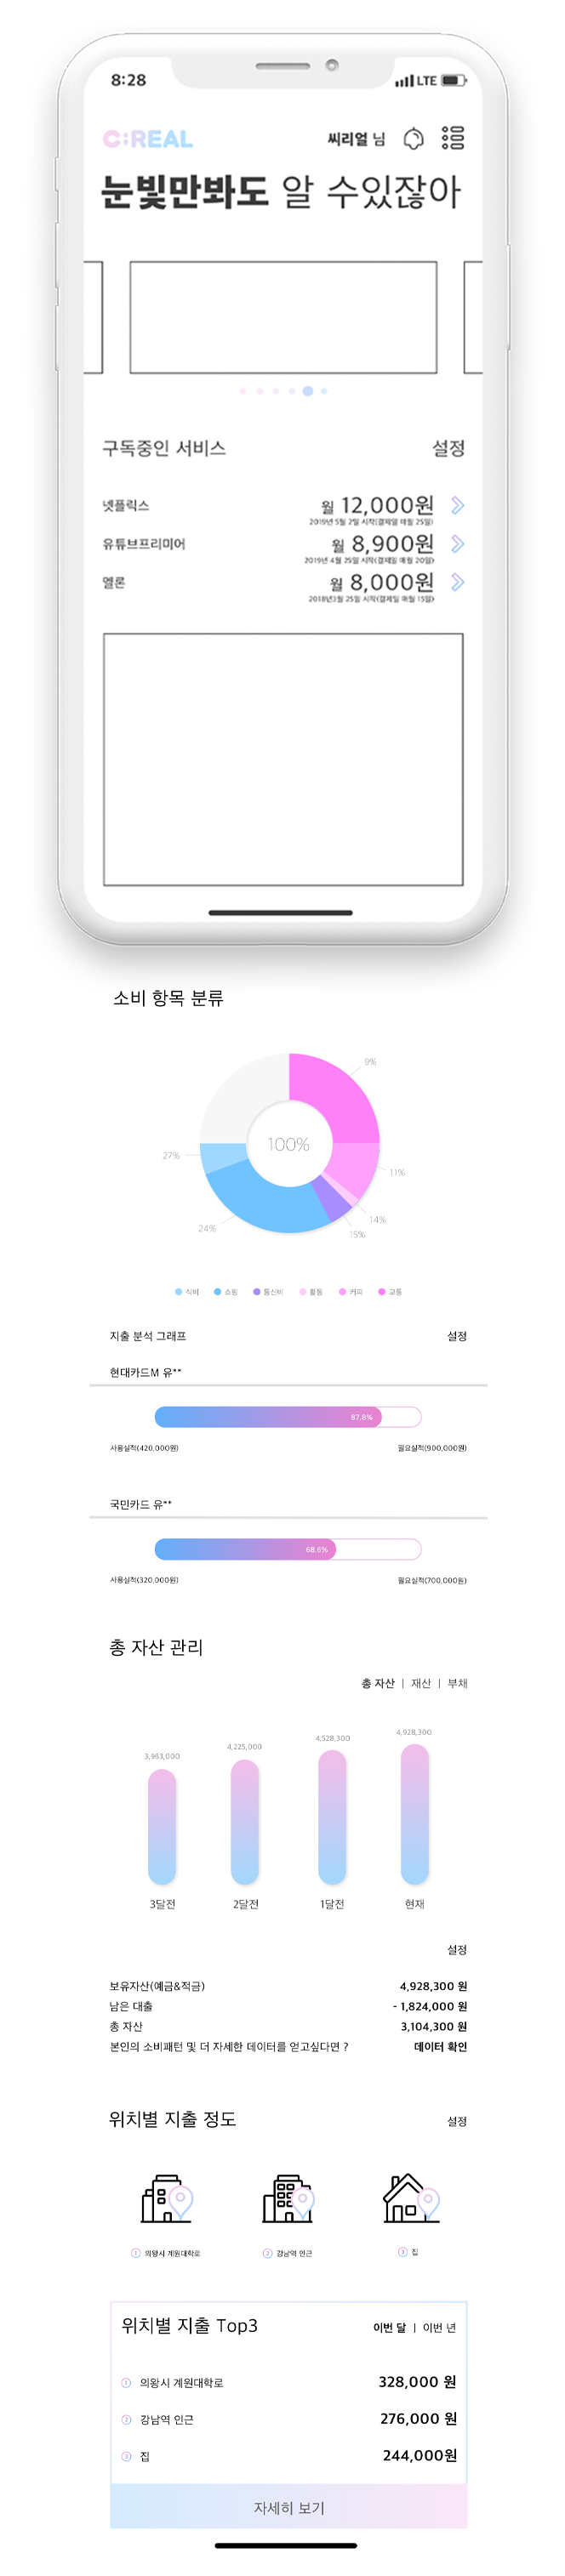 8:28 LTE
C:REAL 씨리얼 님
눈빛만봐도 알 수있잖아
구독중인 서비스 설정
넷플릭스 월 12,000원
2019년 5월 2일 시작(결제일 매월 25일)
유튜브프리미어 월 8,900원
2019년 4월 25일 시작(결제일 매월 20일)
멜론 월 8,000원
2018년3월 25일 시작(결제일 매월 15일)
소비 항목 분류
9%
100%
27%
11%
24%
14%
15%
식비 쇼핑 통신비 활동 커피 교통
지출 분석 그래프 설정
현대카드M 유**
87.8%
사용실적(420,000원) 필요실적(900,000원)
국민카드 유**
68.6%
사용실적(320,000원) 필요실적(700,000원)
총 자산 관리
총 자산 | 재산 | 부채
3,963,000 4,225,000 4,528,300 4,928,300
3달전 2달전 1달전 현재
설정
보유자산(예금&적금) 4,928,300 원
남은 대출 - 1,824,000 원
총 자산 3,104,300 원
본인의 소비패턴 및 더 자세한 데이터를 얻고싶다면 ? 데이터 확인
위치별 지출 정도 설정
1 의왕시 계원대학로 2 강남역 인근 3 집
위치별 지출 Top3 이번 달 | 이번 년
1 의왕시 계원대학로 328,000 원
2 강남역 인근 276,000 원
3 집 244,000원
자세히 보기